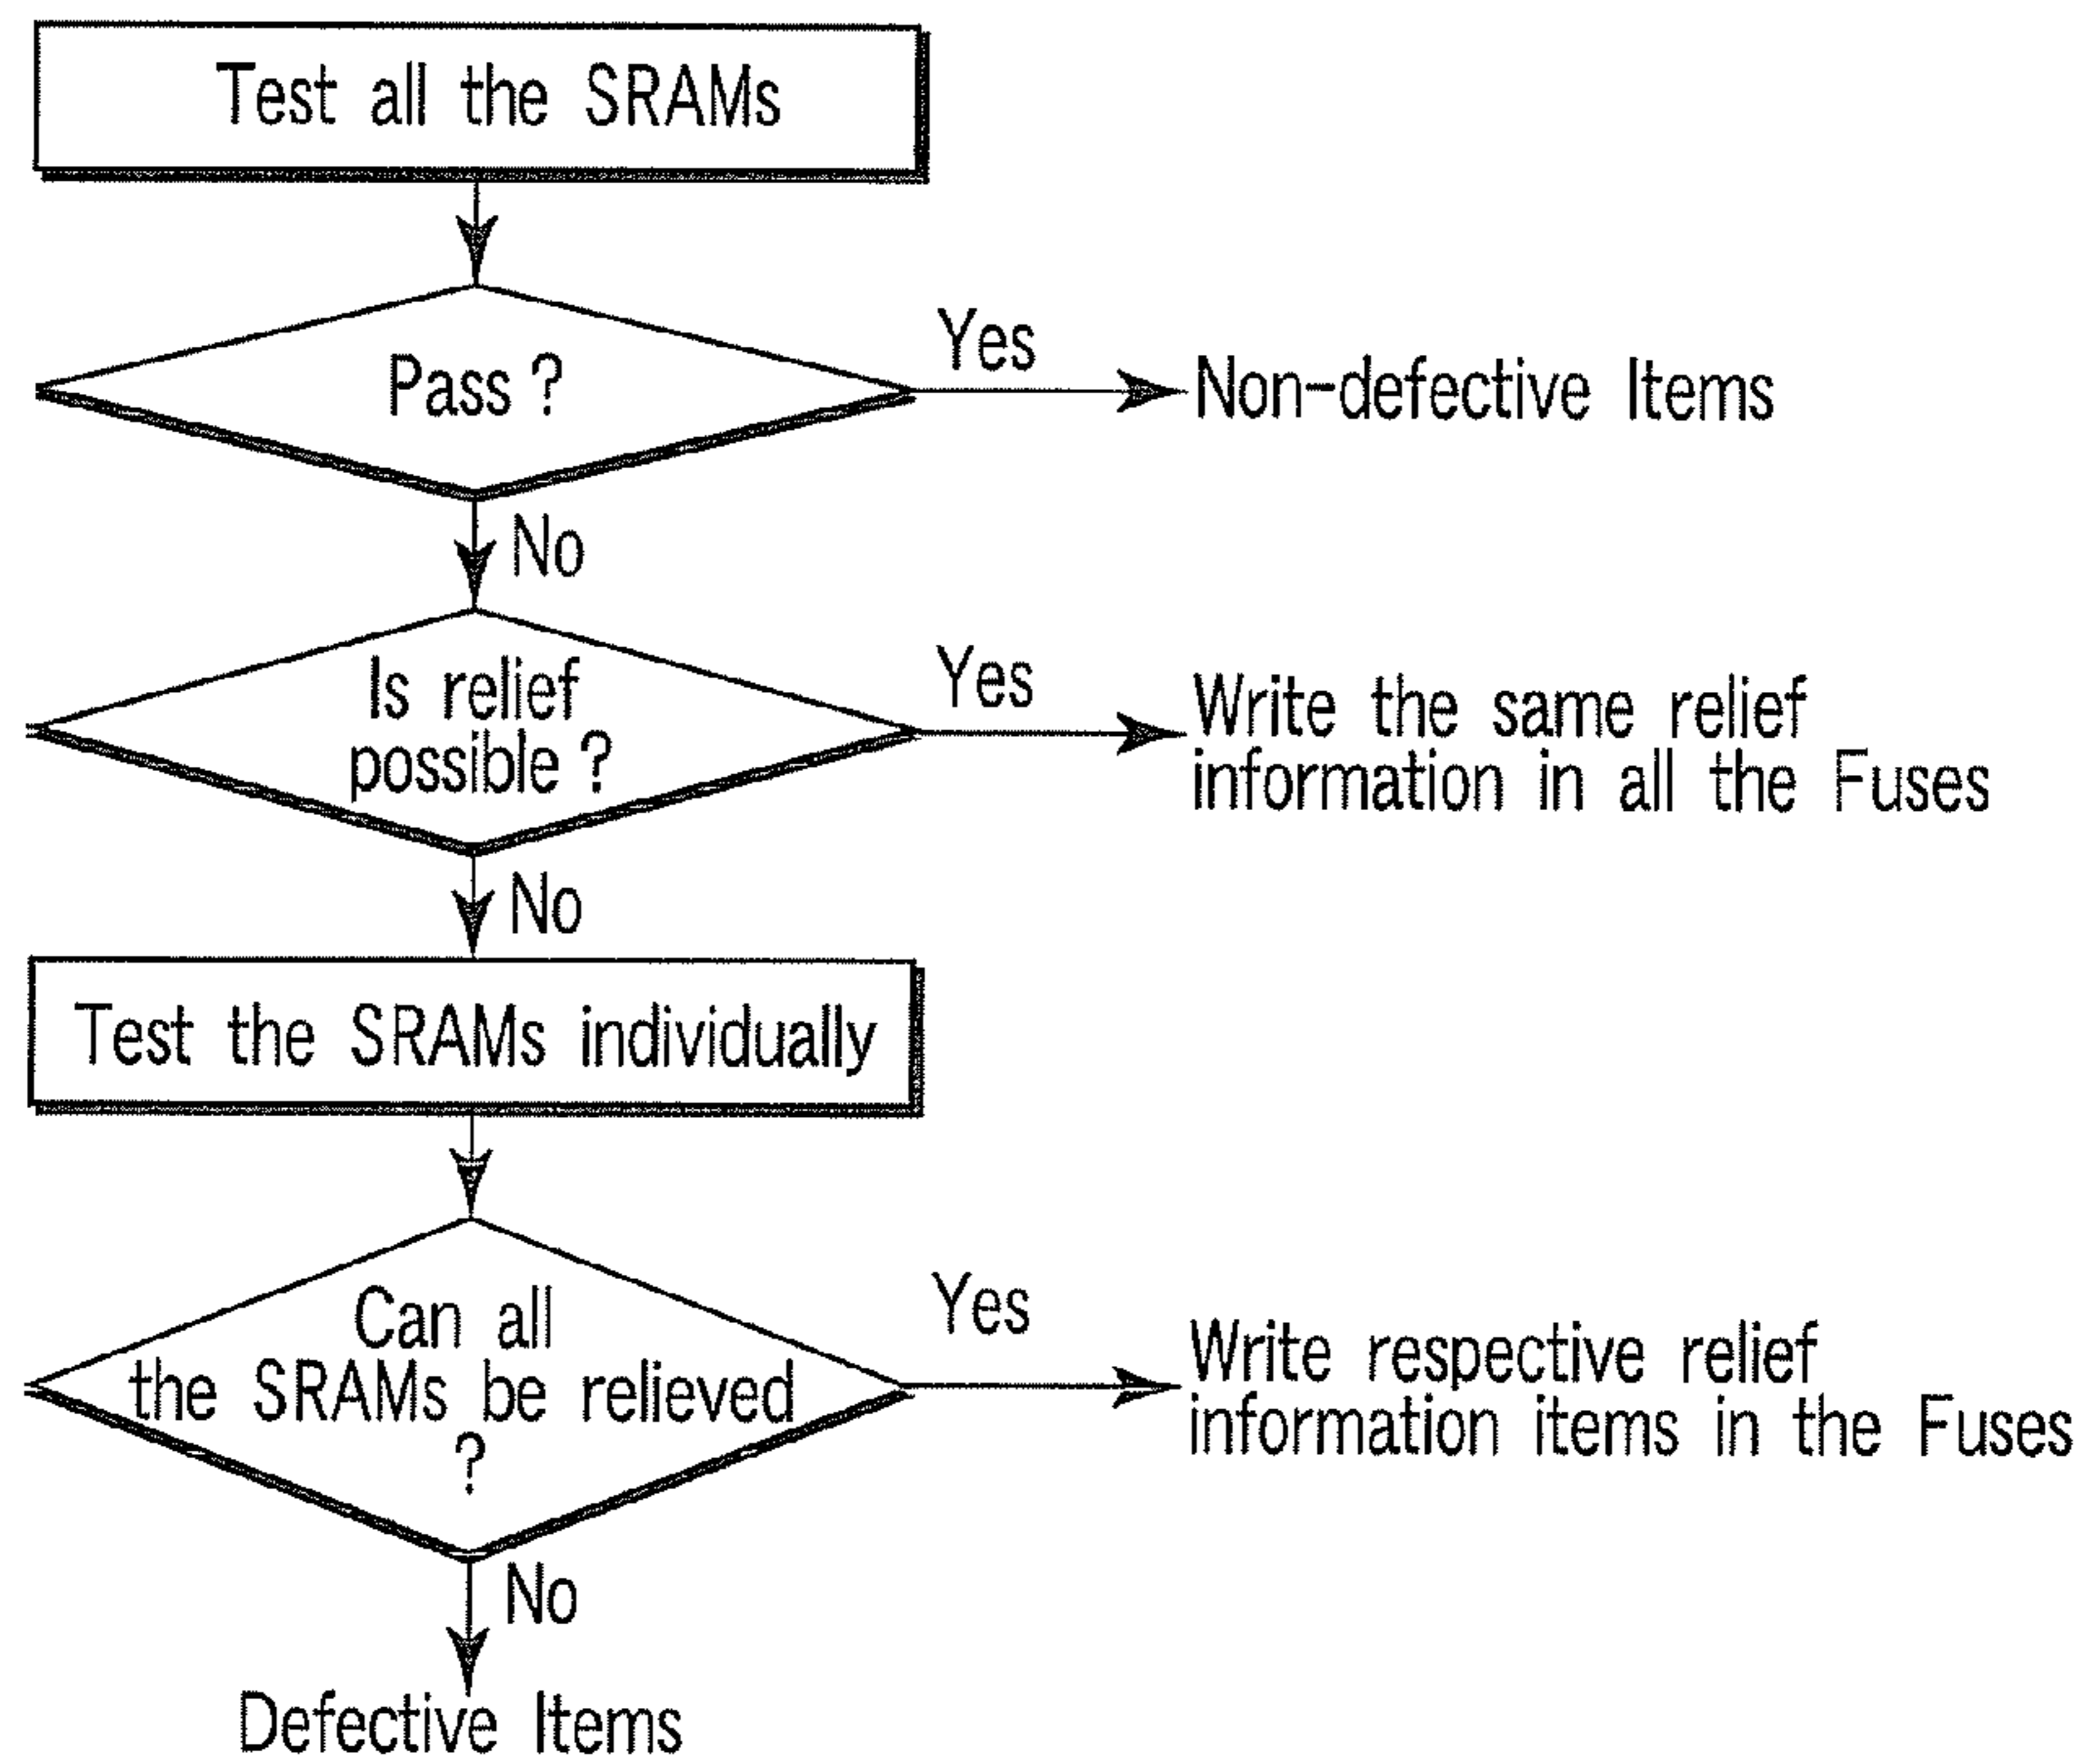 Test all the SRAMs
Pass ?
Yes
Non-defective Items
No
Is relief
possible ?
Yes
Write the same relief
information in all the Fuses
No
Test the SRAMs individually
Can all
the SRAMs be relieved
?
Yes
Write respective relief
information items in the Fuses
No
Defective Items